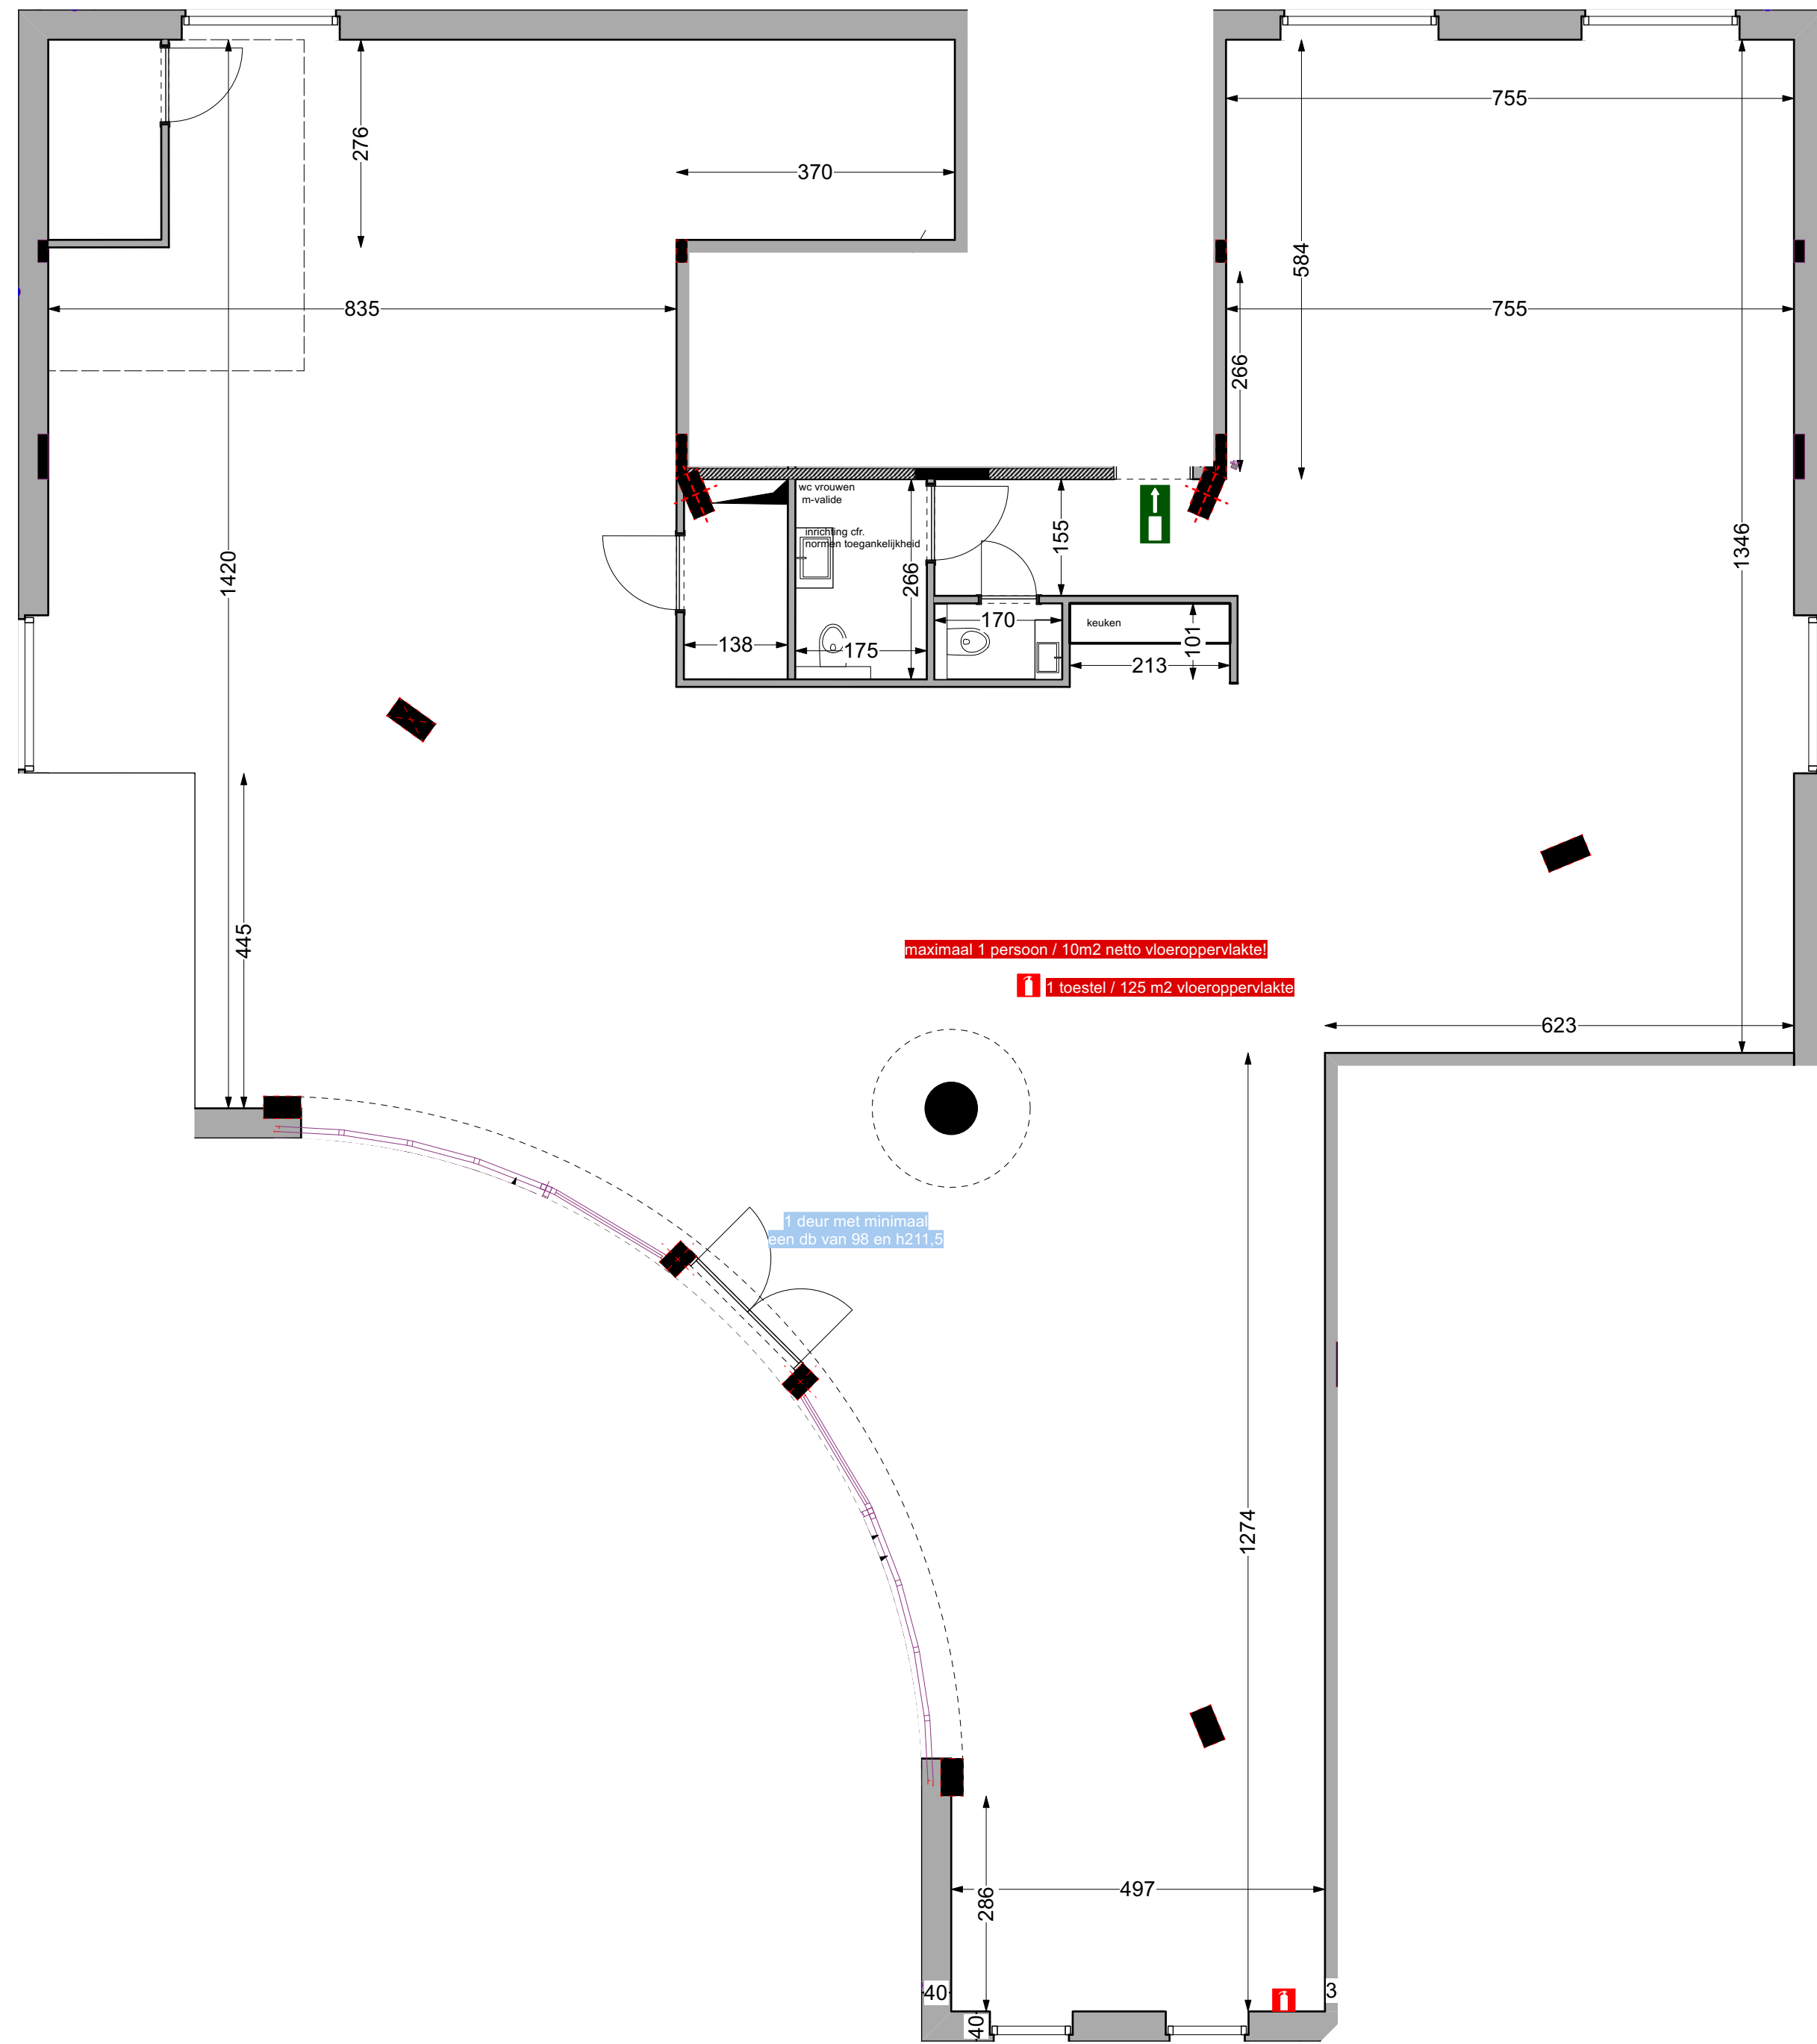 755
276
370
584
835
755
266
wc vrouwen
m-valide
inrichting cfr.
normen toegankelijkheid
155
1420
266
1346
170
keuken
101
138
175
213
445
maximaal 1 persoon / 10m2 netto vloeroppervlakte!
1 toestel / 125 m2 vloeroppervlakte
623
1 deur met minimaal
een db van 98 en h211,5
1274
497
286
40
3
40